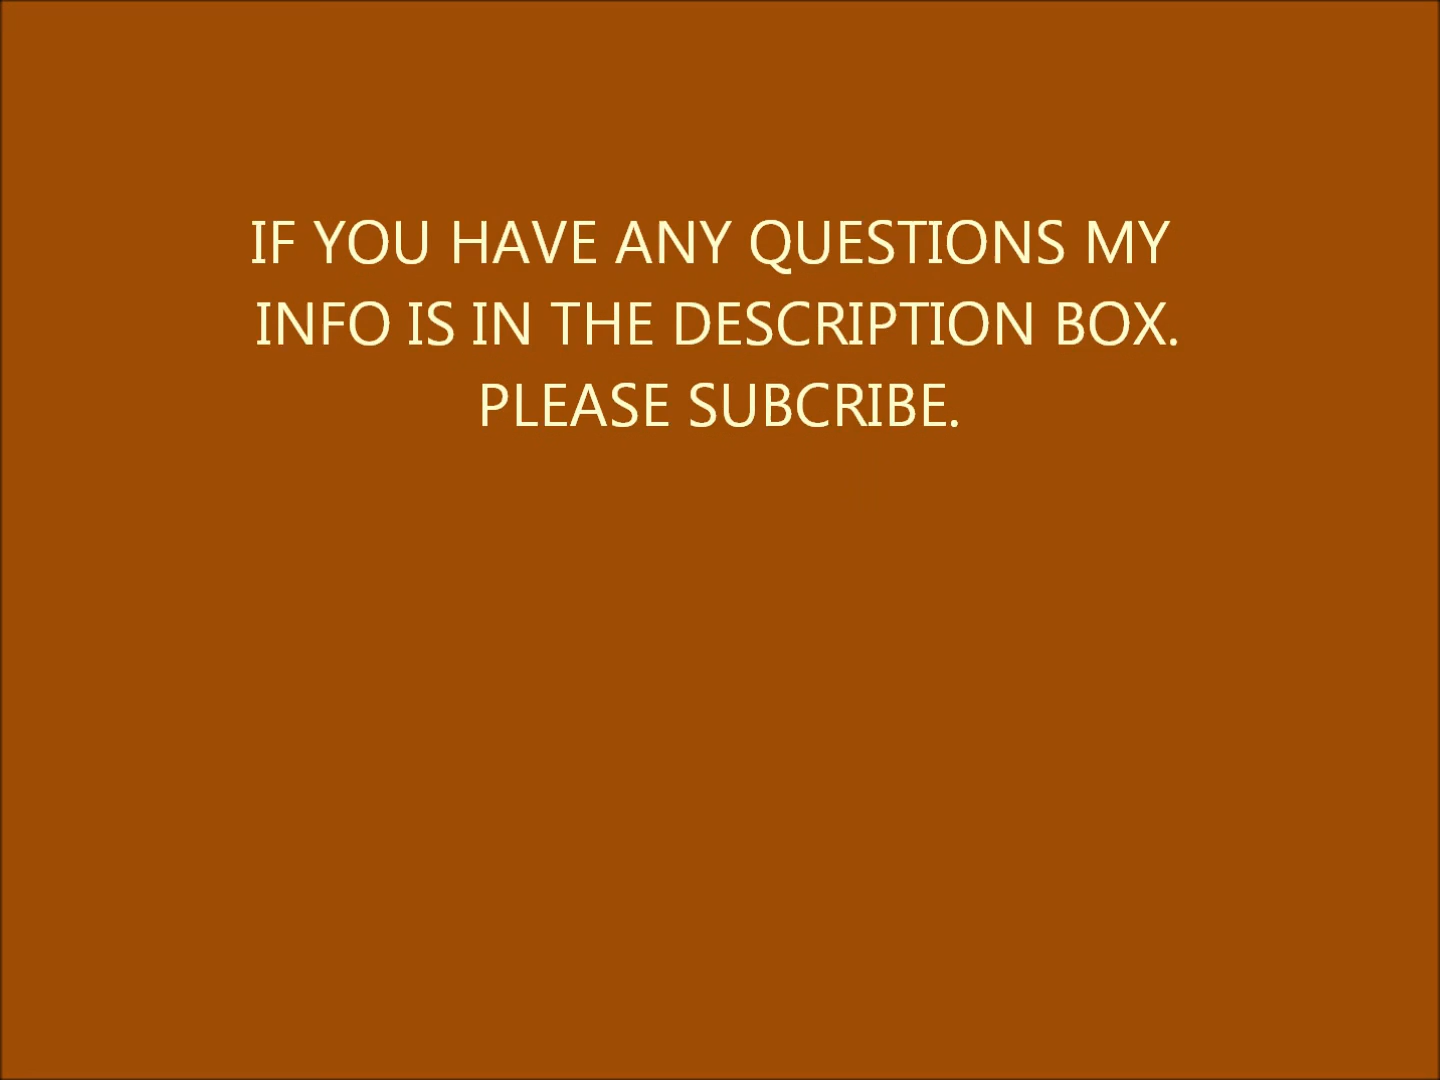 IF YOU HAVE ANY QUESTIONS MY
INFO IS IN THE DESCRIPTION BOX.
PLEASE SUBCRIBE.